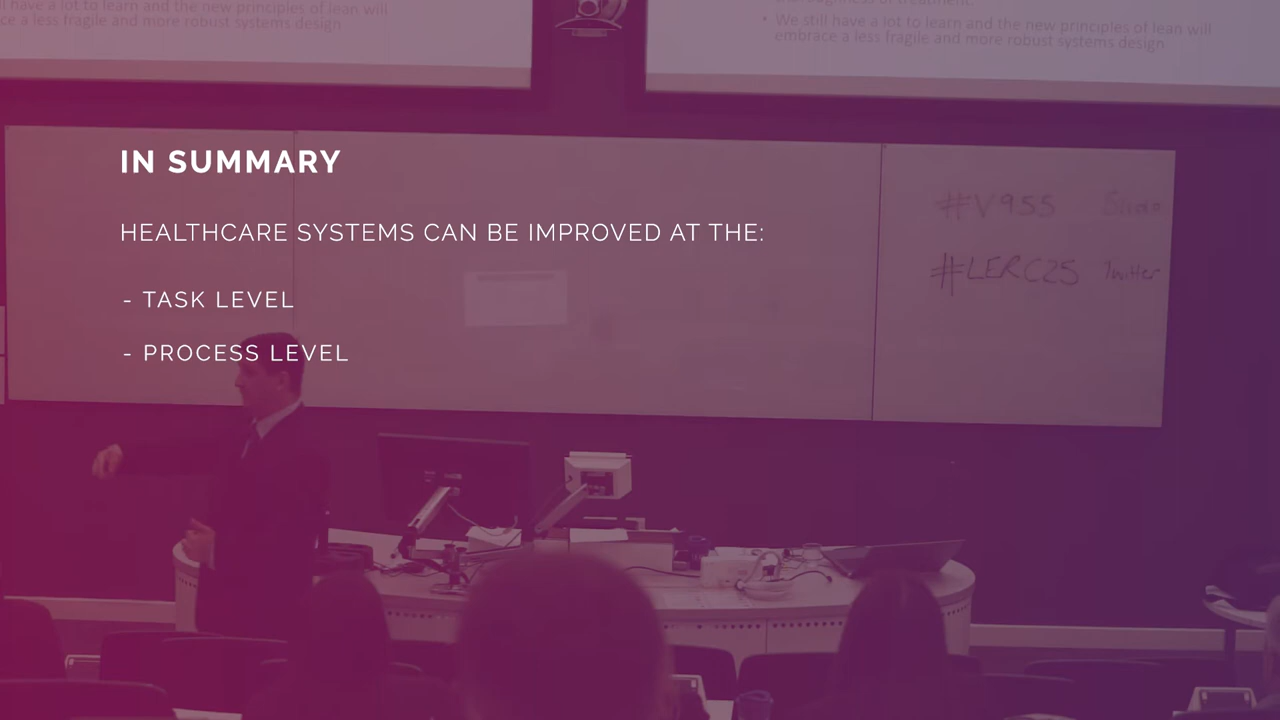 ll have a lot to learn and the new principles of lean will
ce a less fragile and more robust systems design
• We still have a lot to learn and the new principles of lean will
embrace a less fragile and more robust systems design
IN SUMMARY
HEALTHCARE SYSTEMS CAN BE IMPROVED AT THE:
- TASK LEVEL
- PROCESS LEVEL
#V955
#LERC25 Twitter